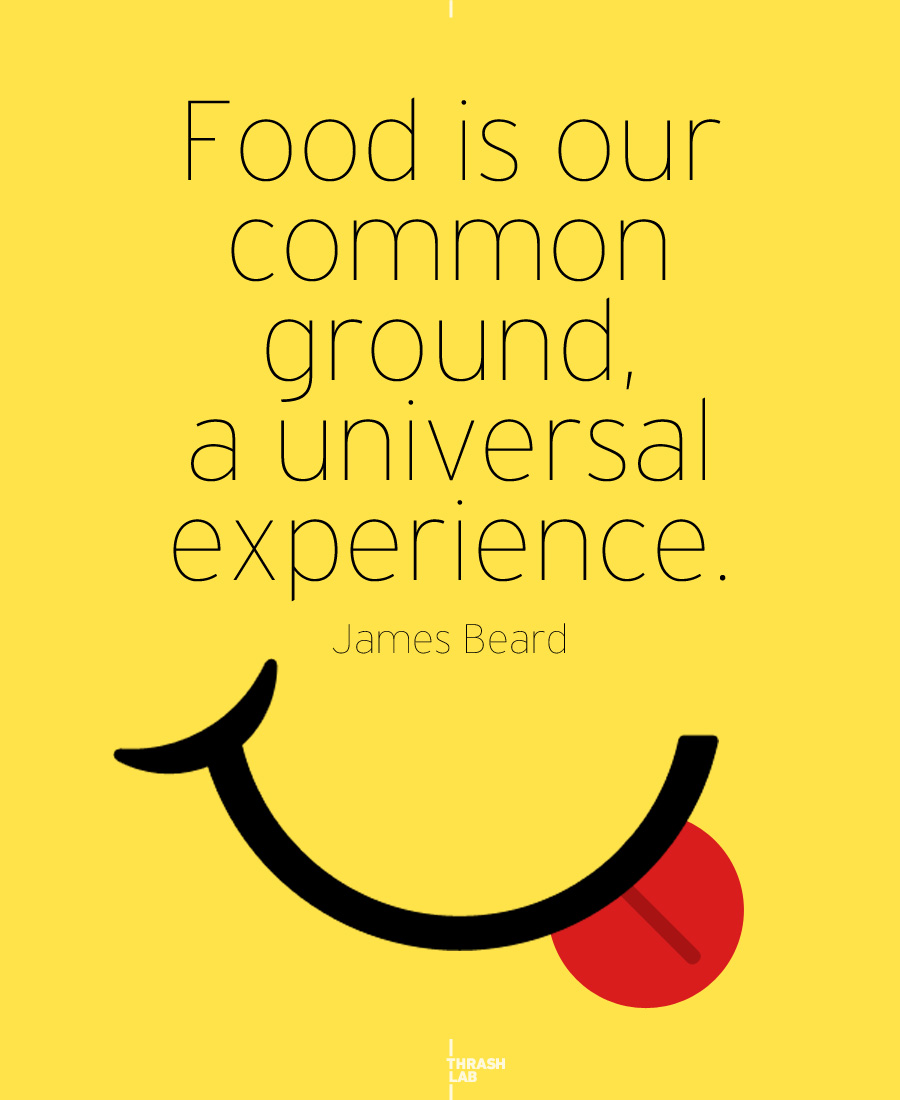 Food is our
common
ground,
a universal
experience.
James Beard
THRASH
LAB